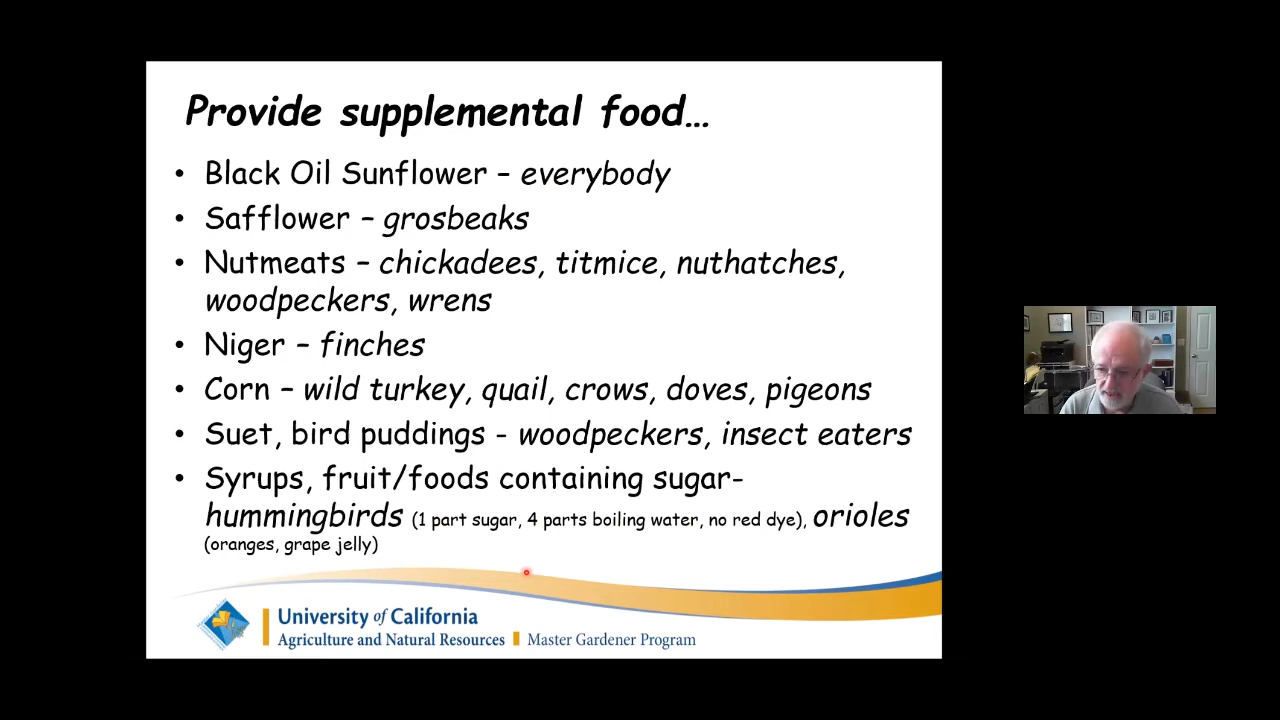 Provide supplemental food…
• Black Oil Sunflower – everybody
• Safflower – grosbeaks
• Nutmeats – chickadees, titmice, nuthatches,
woodpeckers, wrens
• Niger – finches
• Corn – wild turkey, quail, crows, doves, pigeons
• Suet, bird puddings - woodpeckers, insect eaters
• Syrups, fruit/foods containing sugar-
hummingbirds (1 part sugar, 4 parts boiling water, no red dye), orioles
(oranges, grape jelly)
University of California
Agriculture and Natural Resources Master Gardener Program